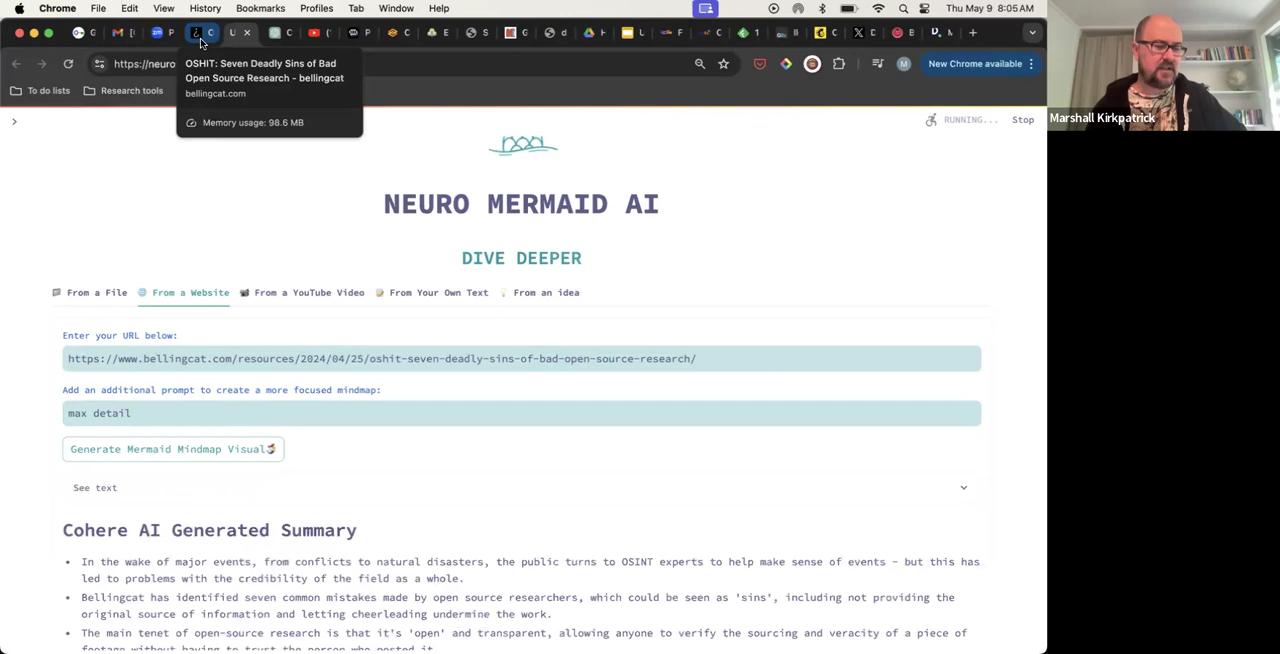 Chrome File Edit View History Bookmarks Profiles Tab Window Help Thu May 9 8:05 AM
https://neuro
New Chrome available
To do lists Research tools
OSHIT: Seven Deadly Sins of Bad
Open Source Research - bellingcat
bellingcat.com
Memory usage: 98.6 MB
Marshall Kirkpatrick
RUNNING... Stop
NEURO MERMAID AI
DIVE DEEPER
From a File From a Website From a YouTube Video From Your Own Text From an idea
Enter your URL below:
https://www.bellingcat.com/resources/2024/04/25/oshit-seven-deadly-sins-of-bad-open-source-research/
Add an additional prompt to create a more focused mindmap:
max detail
Generate Mermaid Mindmap Visual
See text
Cohere AI Generated Summary
• In the wake of major events, from conflicts to natural disasters, the public turns to OSINT experts to help make sense of events - but this has
led to problems with the credibility of the field as a whole.
• Bellingcat has identified seven common mistakes made by open source researchers, which could be seen as 'sins', including not providing the
original source of information and letting cheerleading undermine the work.
• The main tenet of open-source research is that it's 'open' and transparent, allowing anyone to verify the sourcing and veracity of a piece of
footage without having to trust the person who posted it.